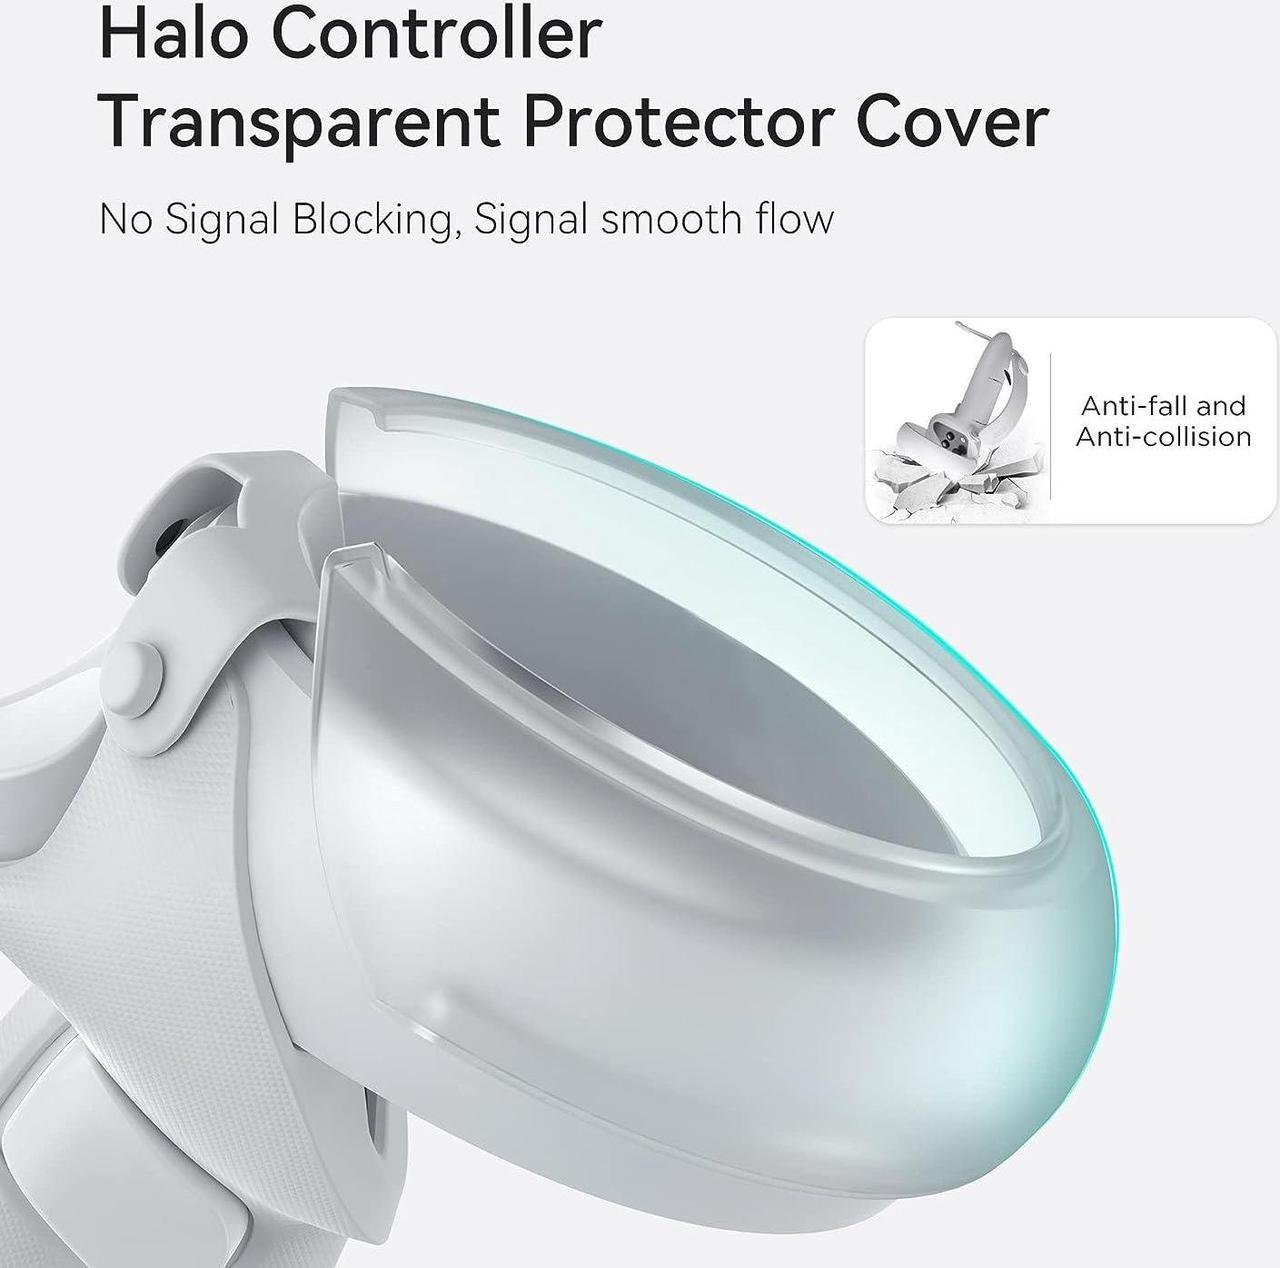 Halo Controller
Transparent Protector Cover
No Signal Blocking, Signal smooth flow
Anti-fall and
Anti-collision